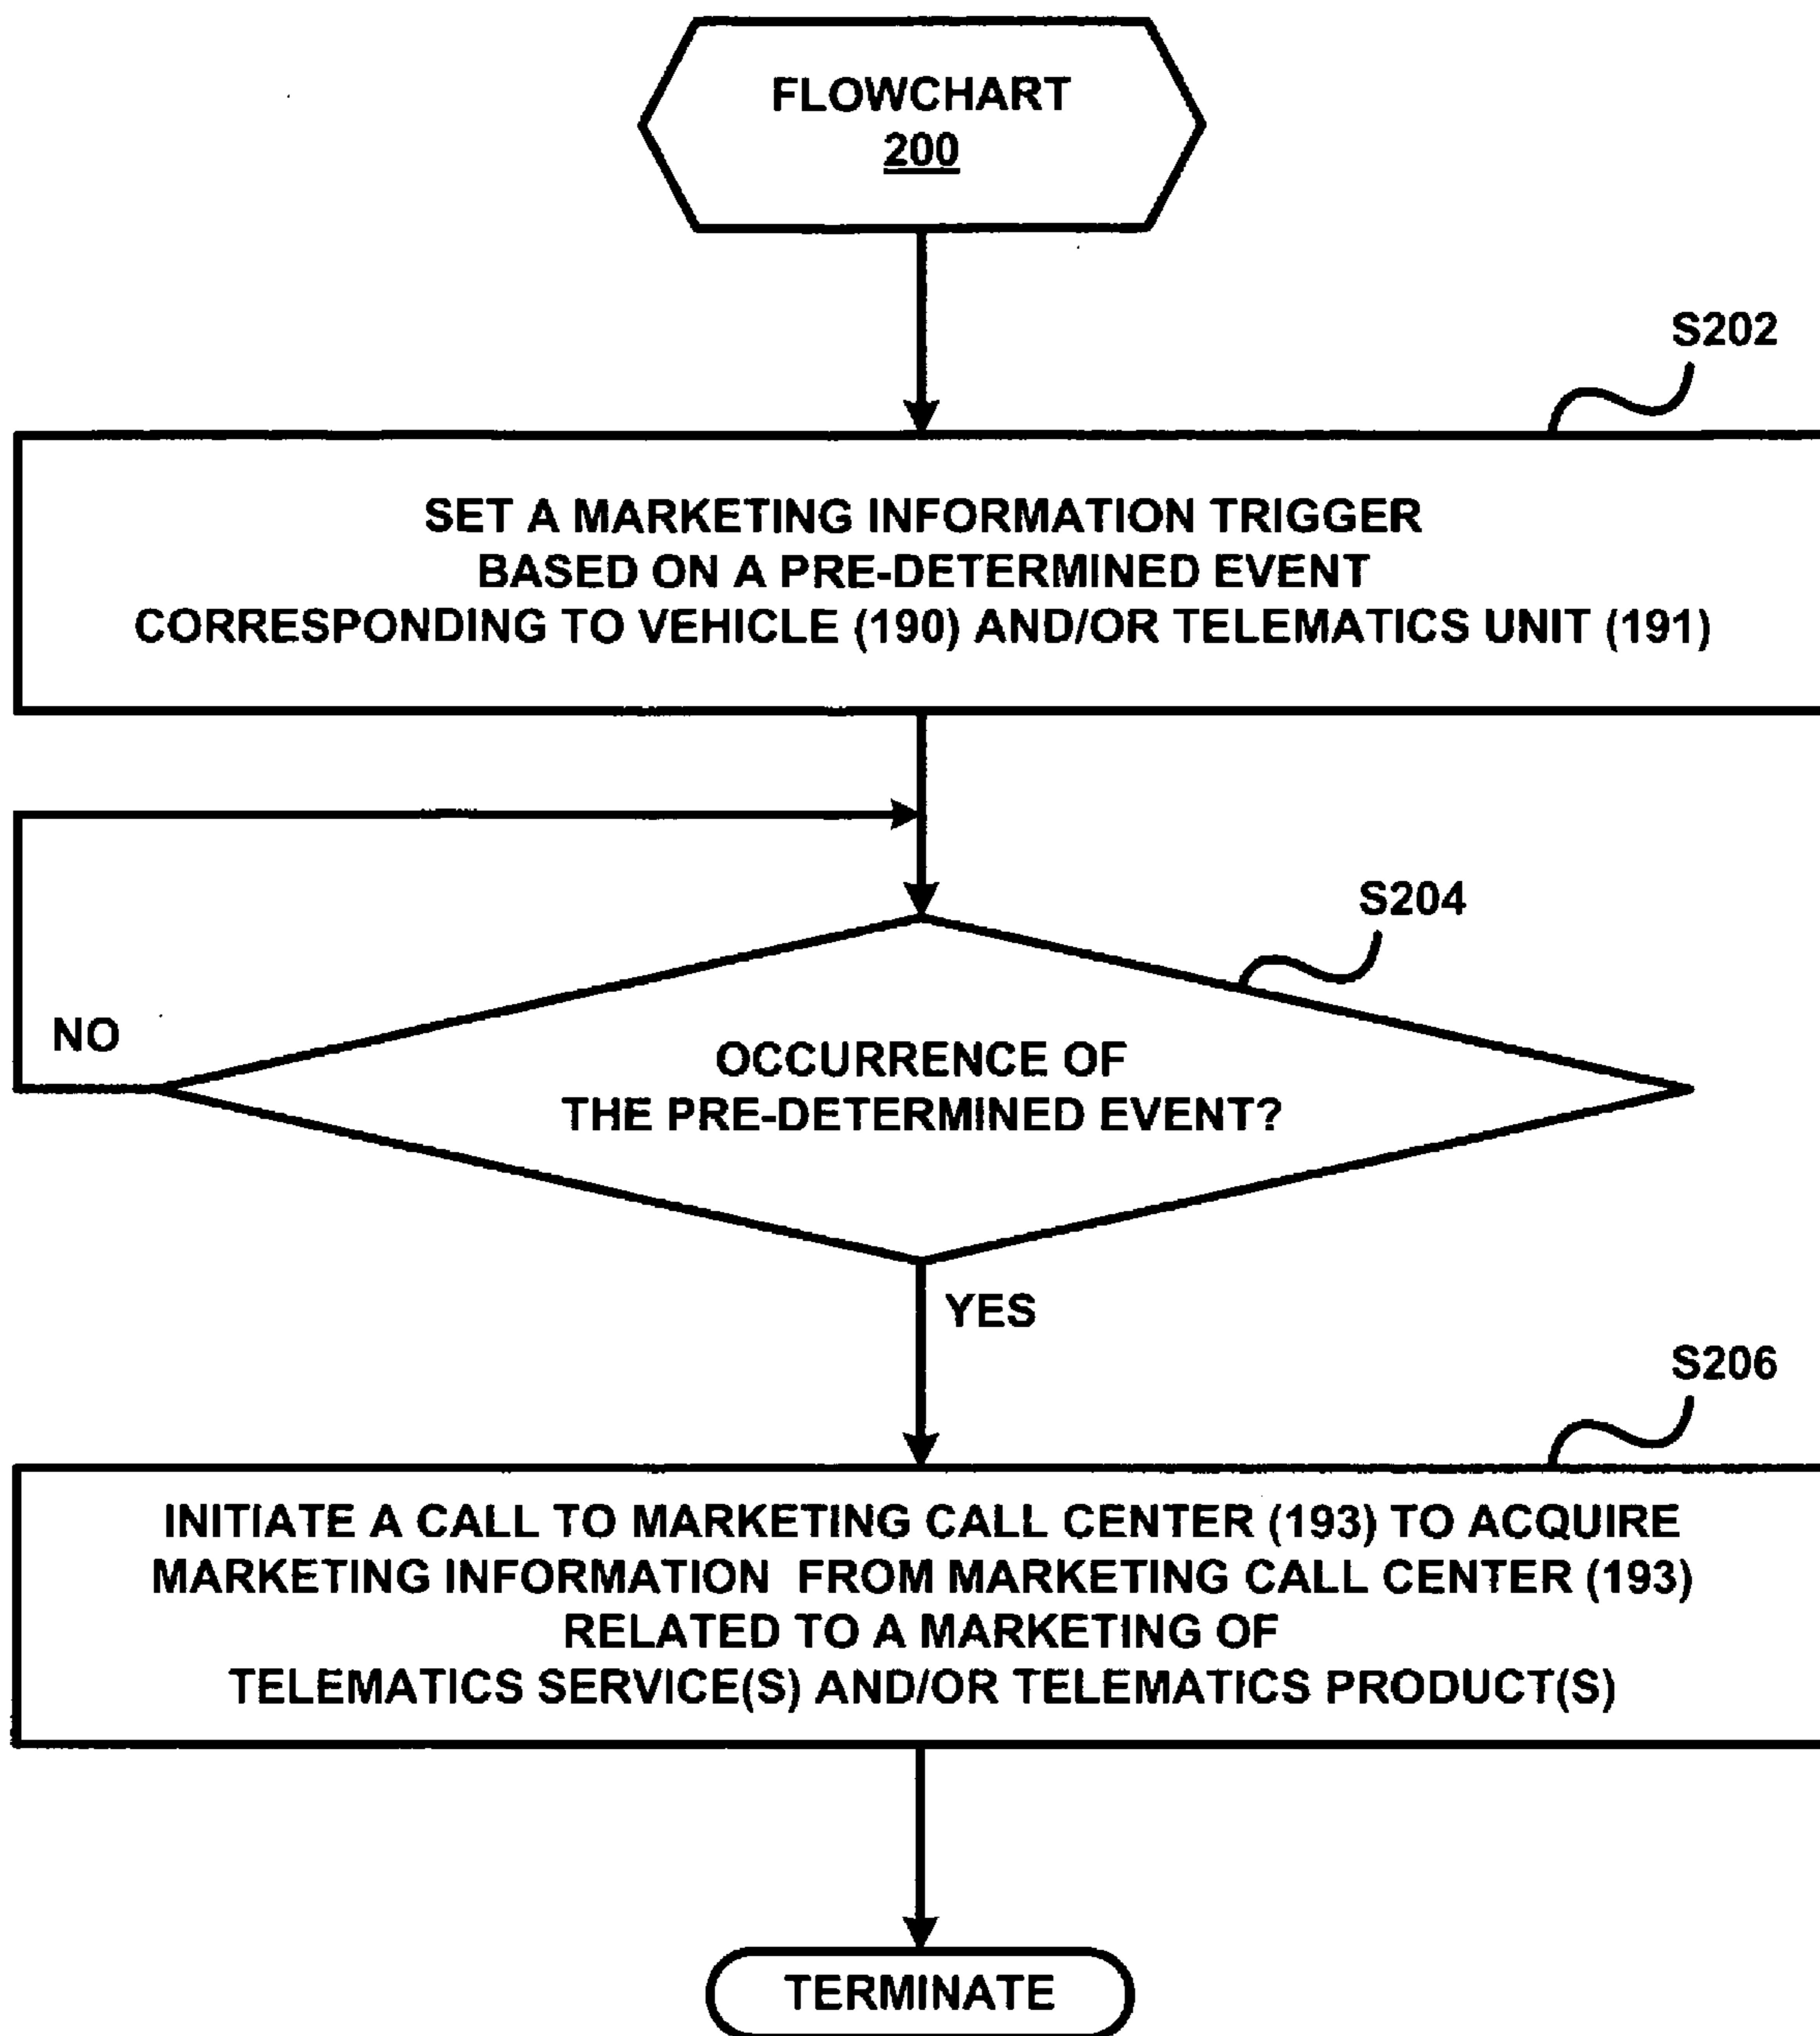 FLOWCHART
200
S202
SET A MARKETING INFORMATION TRIGGER
BASED ON A PRE-DETERMINED EVENT
CORRESPONDING TO VEHICLE (190) AND/OR TELEMATICS UNIT (191)
S204
NO
OCCURRENCE OF
THE PRE-DETERMINED EVENT?
YES
S206
INITIATE A CALL TO MARKETING CALL CENTER (193) TO ACQUIRE
MARKETING INFORMATION FROM MARKETING CALL CENTER (193)
RELATED TO A MARKETING OF
TELEMATICS SERVICE(S) AND/OR TELEMATICS PRODUCT(S)
TERMINATE